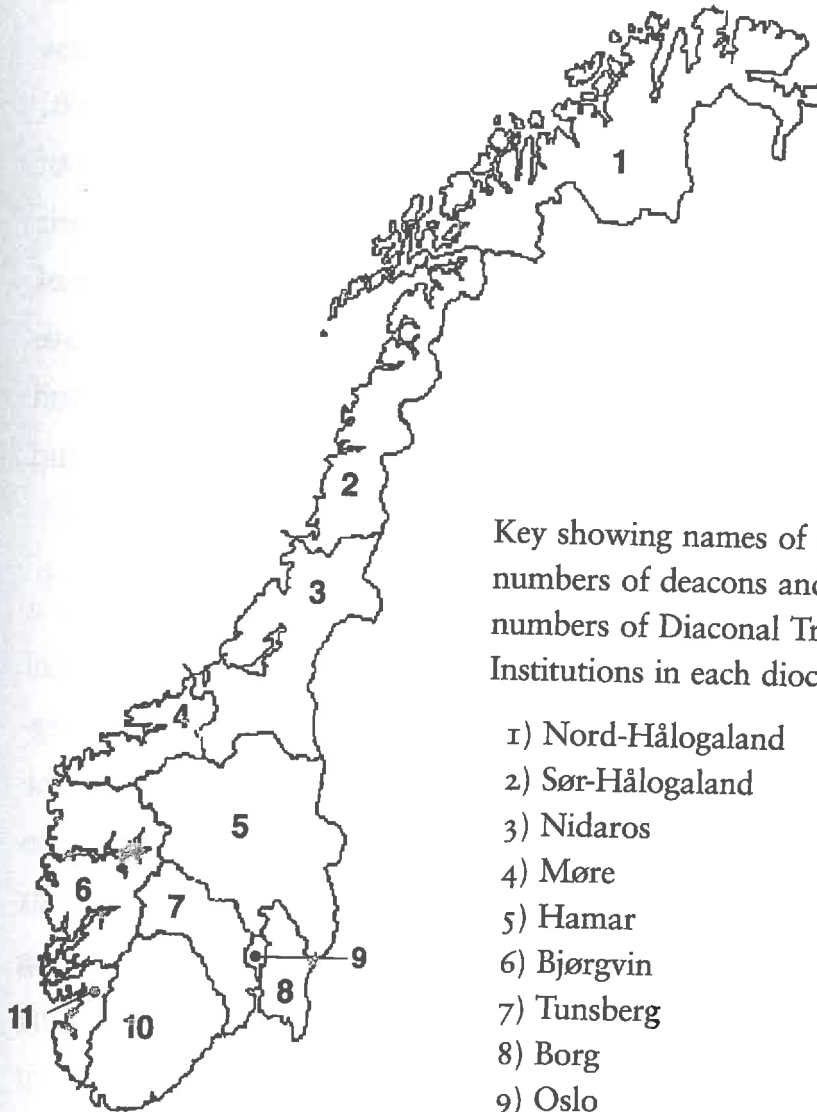 1
2
3
4
5
6
7
8
9
10
11
Key showing names of
numbers of deacons and
numbers of Diaconal Tr
Institutions in each dioc
1) Nord-Hålogaland
2) Sør-Hålogaland
3) Nidaros
4) Møre
5) Hamar
6) Bjørgvin
7) Tunsberg
8) Borg
9) Oslo